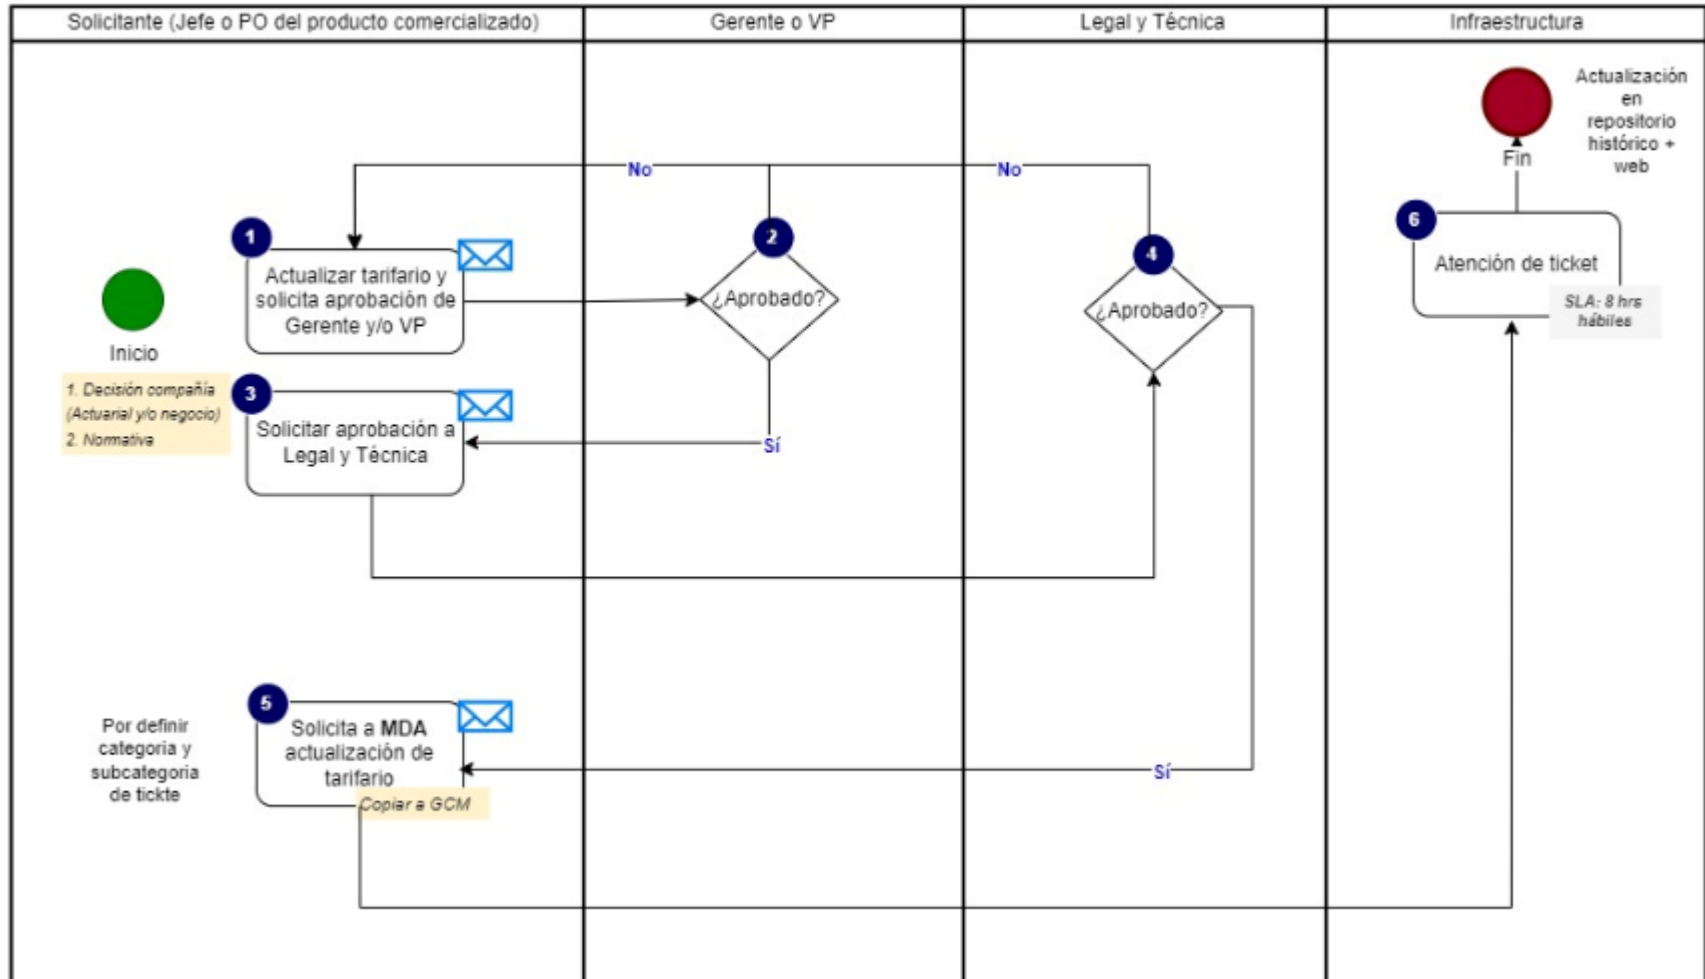 Solicitante (Jefe o PO del producto comercializado)
Gerente o VP
Legal y Técnica
Infraestructura
Actualización
en
repositorio
histórico +
web
Fin
No
No
1
Actualizar tarifario y
solicita aprobación de
Gerente y/o VP
2
¿Aprobado?
4
¿Aprobado?
6
Atención de ticket
SLA: 8 hrs
hábiles
Inicio
1. Decisión compañía
(Actuarial y/o negocio)
2. Normativa
3
Solicitar aprobación a
Legal y Técnica
Sí
5
Solicita a MDA
actualización de
tarifario
Copiar a GCM
Sí
Por definir
categoria y
subcategoria
de tickte